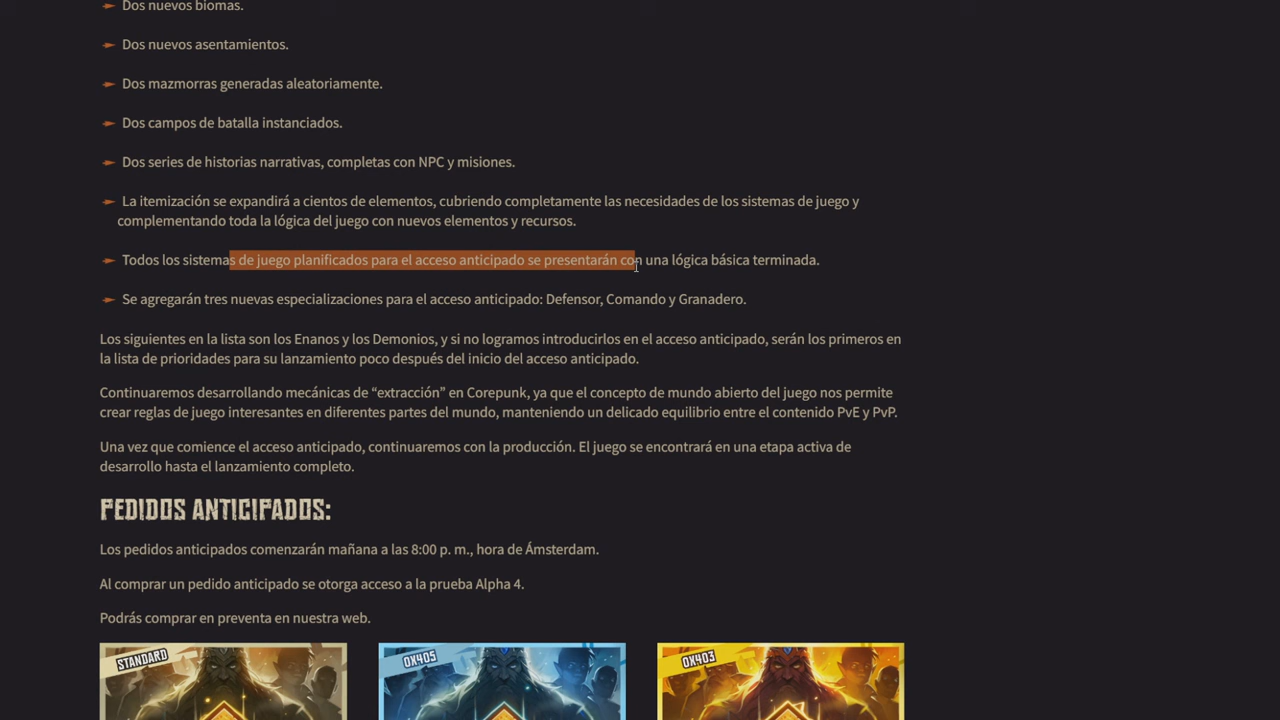 Dos nuevos biomas.
Dos nuevos asentamientos.
Dos mazmorras generadas aleatoriamente.
Dos campos de batalla instanciados.
Dos series de historias narrativas, completas con NPC y misiones.
La itemización se expandirá a cientos de elementos, cubriendo completamente las necesidades de los sistemas de juego y
complementando toda la lógica del juego con nuevos elementos y recursos.
Todos los sistemas de juego planificados para el acceso anticipado se presentarán con una lógica básica terminada.
Se agregarán tres nuevas especializaciones para el acceso anticipado: Defensor, Comando y Granadero.
Los siguientes en la lista son los Enanos y los Demonios, y si no logramos introducirlos en el acceso anticipado, serán los primeros en
la lista de prioridades para su lanzamiento poco después del inicio del acceso anticipado.
Continuaremos desarrollando mecánicas de “extracción” en Corepunk, ya que el concepto de mundo abierto del juego nos permite
crear reglas de juego interesantes en diferentes partes del mundo, manteniendo un delicado equilibrio entre el contenido PvE y PvP.
Una vez que comience el acceso anticipado, continuaremos con la producción. El juego se encontrará en una etapa activa de
desarrollo hasta el lanzamiento completo.
PEDIDOS ANTICIPADOS:
Los pedidos anticipados comenzarán mañana a las 8:00 p. m., hora de Ámsterdam.
Al comprar un pedido anticipado se otorga acceso a la prueba Alpha 4.
Podrás comprar en preventa en nuestra web.
STANDARD
0X405
0X403